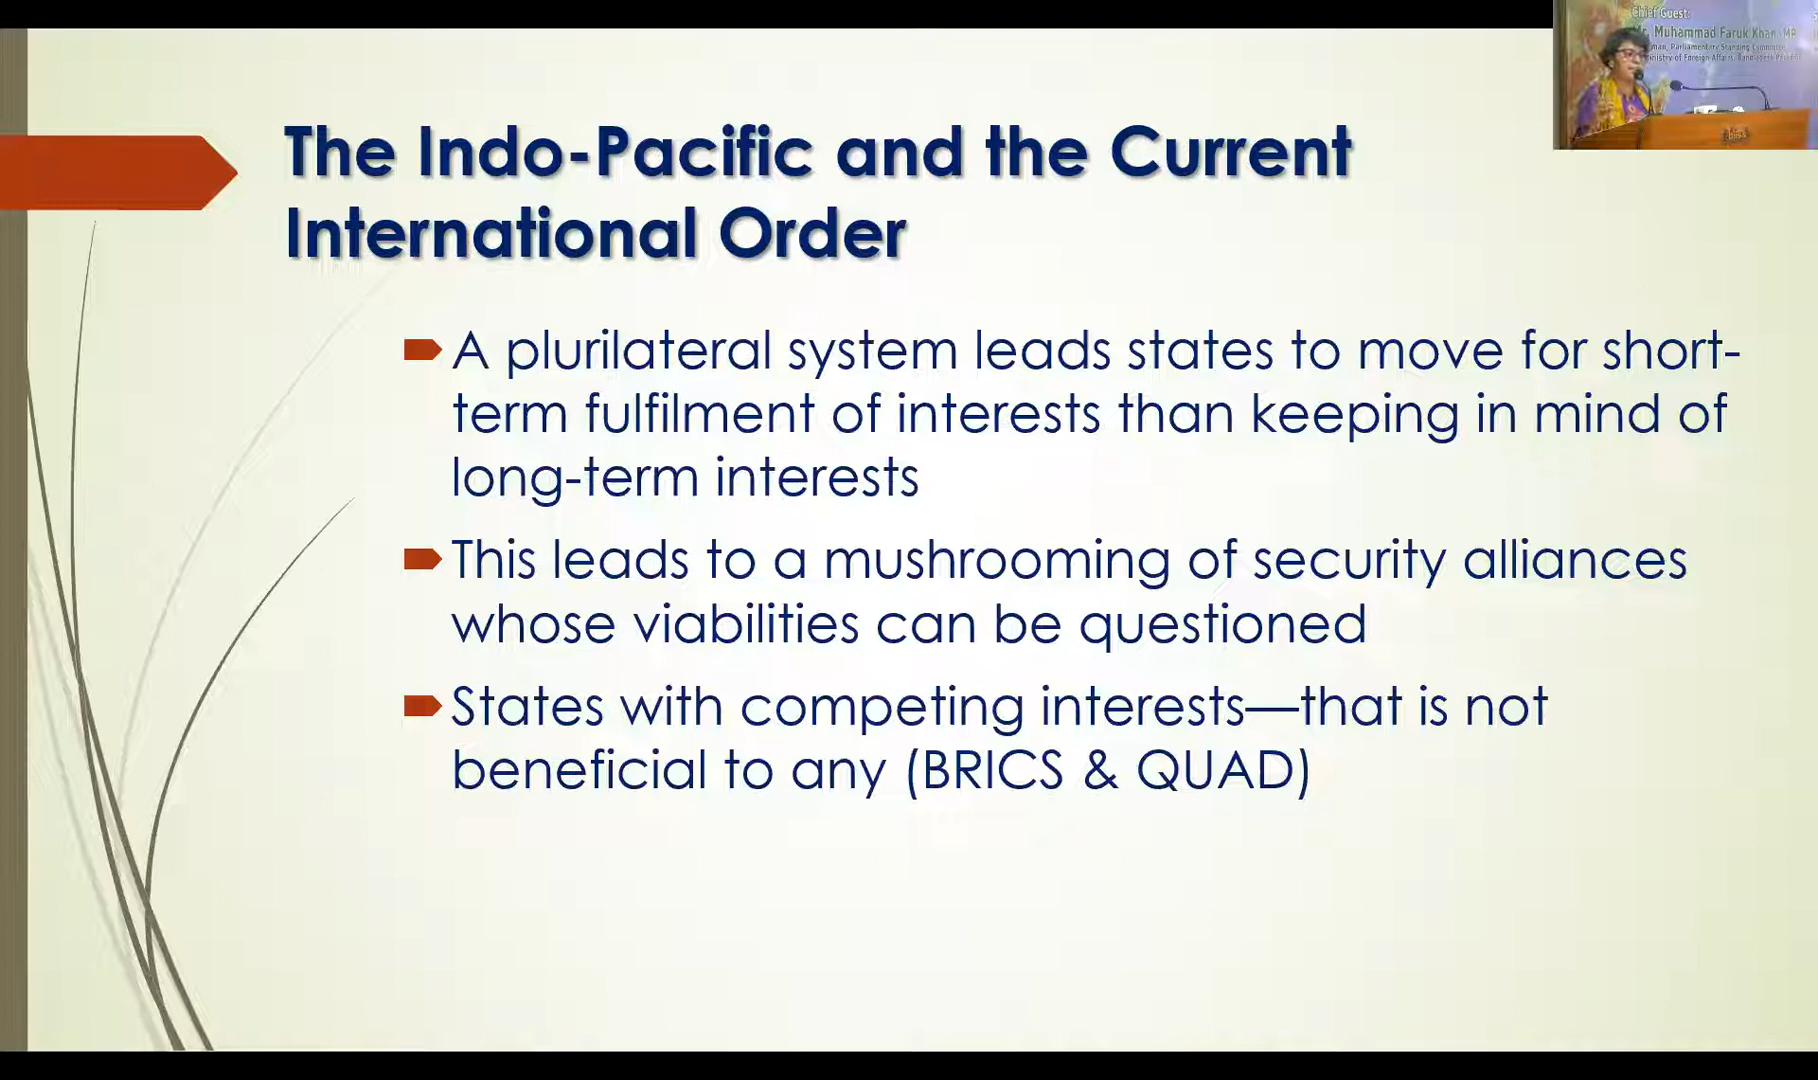 Chief Guest:
Mr. Muhammad Faruk Khan, MP
The Indo-Pacific and the Current
International Order
A plurilateral system leads states to move for short-
term fulfilment of interests than keeping in mind of
long-term interests
This leads to a mushrooming of security alliances
whose viabilities can be questioned
States with competing interests—that is not
beneficial to any (BRICS & QUAD)